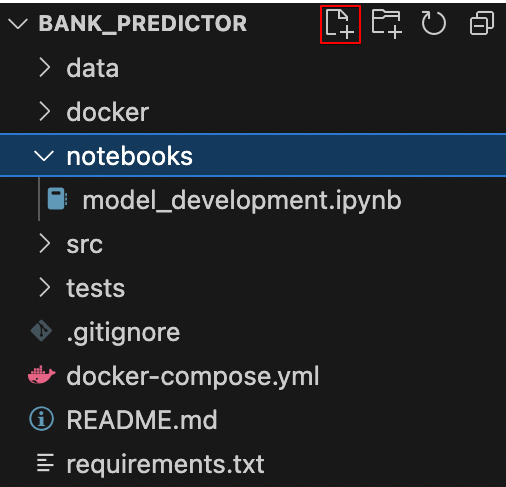 BANK_PREDICTOR
data
docker
notebooks
model_development.ipynb
src
tests
.gitignore
docker-compose.yml
README.md
requirements.txt